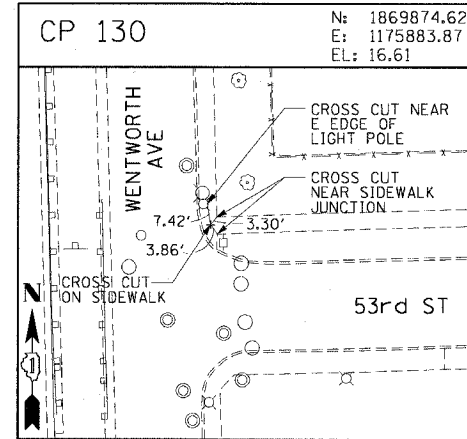 CP 130
N: 1869874.62
E: 1175883.87
EL: 16.61
WENTWORTH
AVE
CROSS CUT NEAR
E EDGE OF
LIGHT POLE
CROSS CUT
NEAR SIDEWALK
JUNCTION
7.42'
3.30'
3.86'
CROSS CUT
ON SIDEWALK
N
1
53rd ST